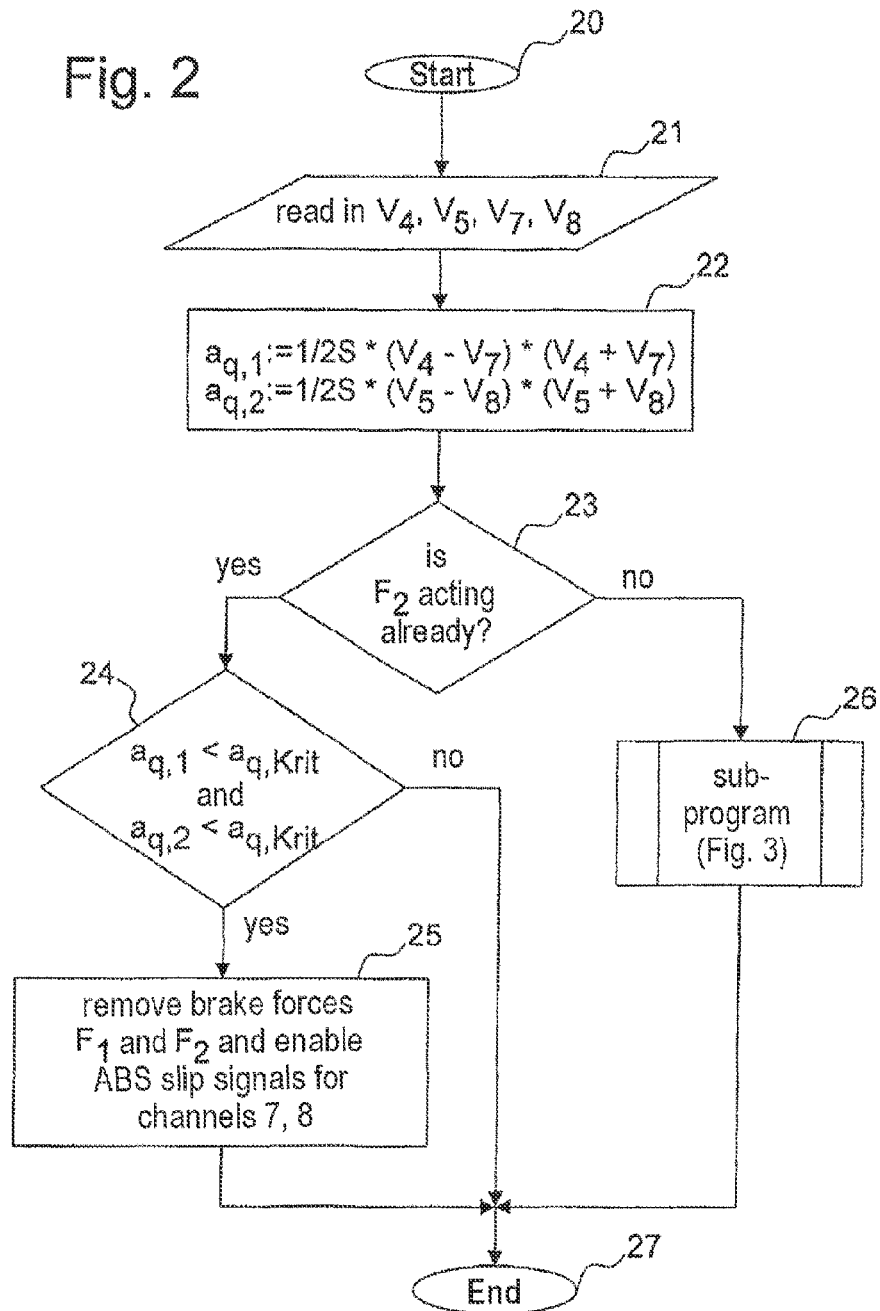 Fig. 2
20
Start
21
read in V4, V5, V7, V8
22
aq,1:=1/2S * (V4 - V7) * (V4 + V7)
aq,2:=1/2S * (V5 - V8) * (V5 + V8)
23
is
F2 acting
already?
yes
no
24
aq,1 < aq,Krit
and
aq,2 < aq,Krit
no
yes
26
sub-
program
(Fig. 3)
25
remove brake forces
F1 and F2 and enable
ABS slip signals for
channels 7, 8
27
End